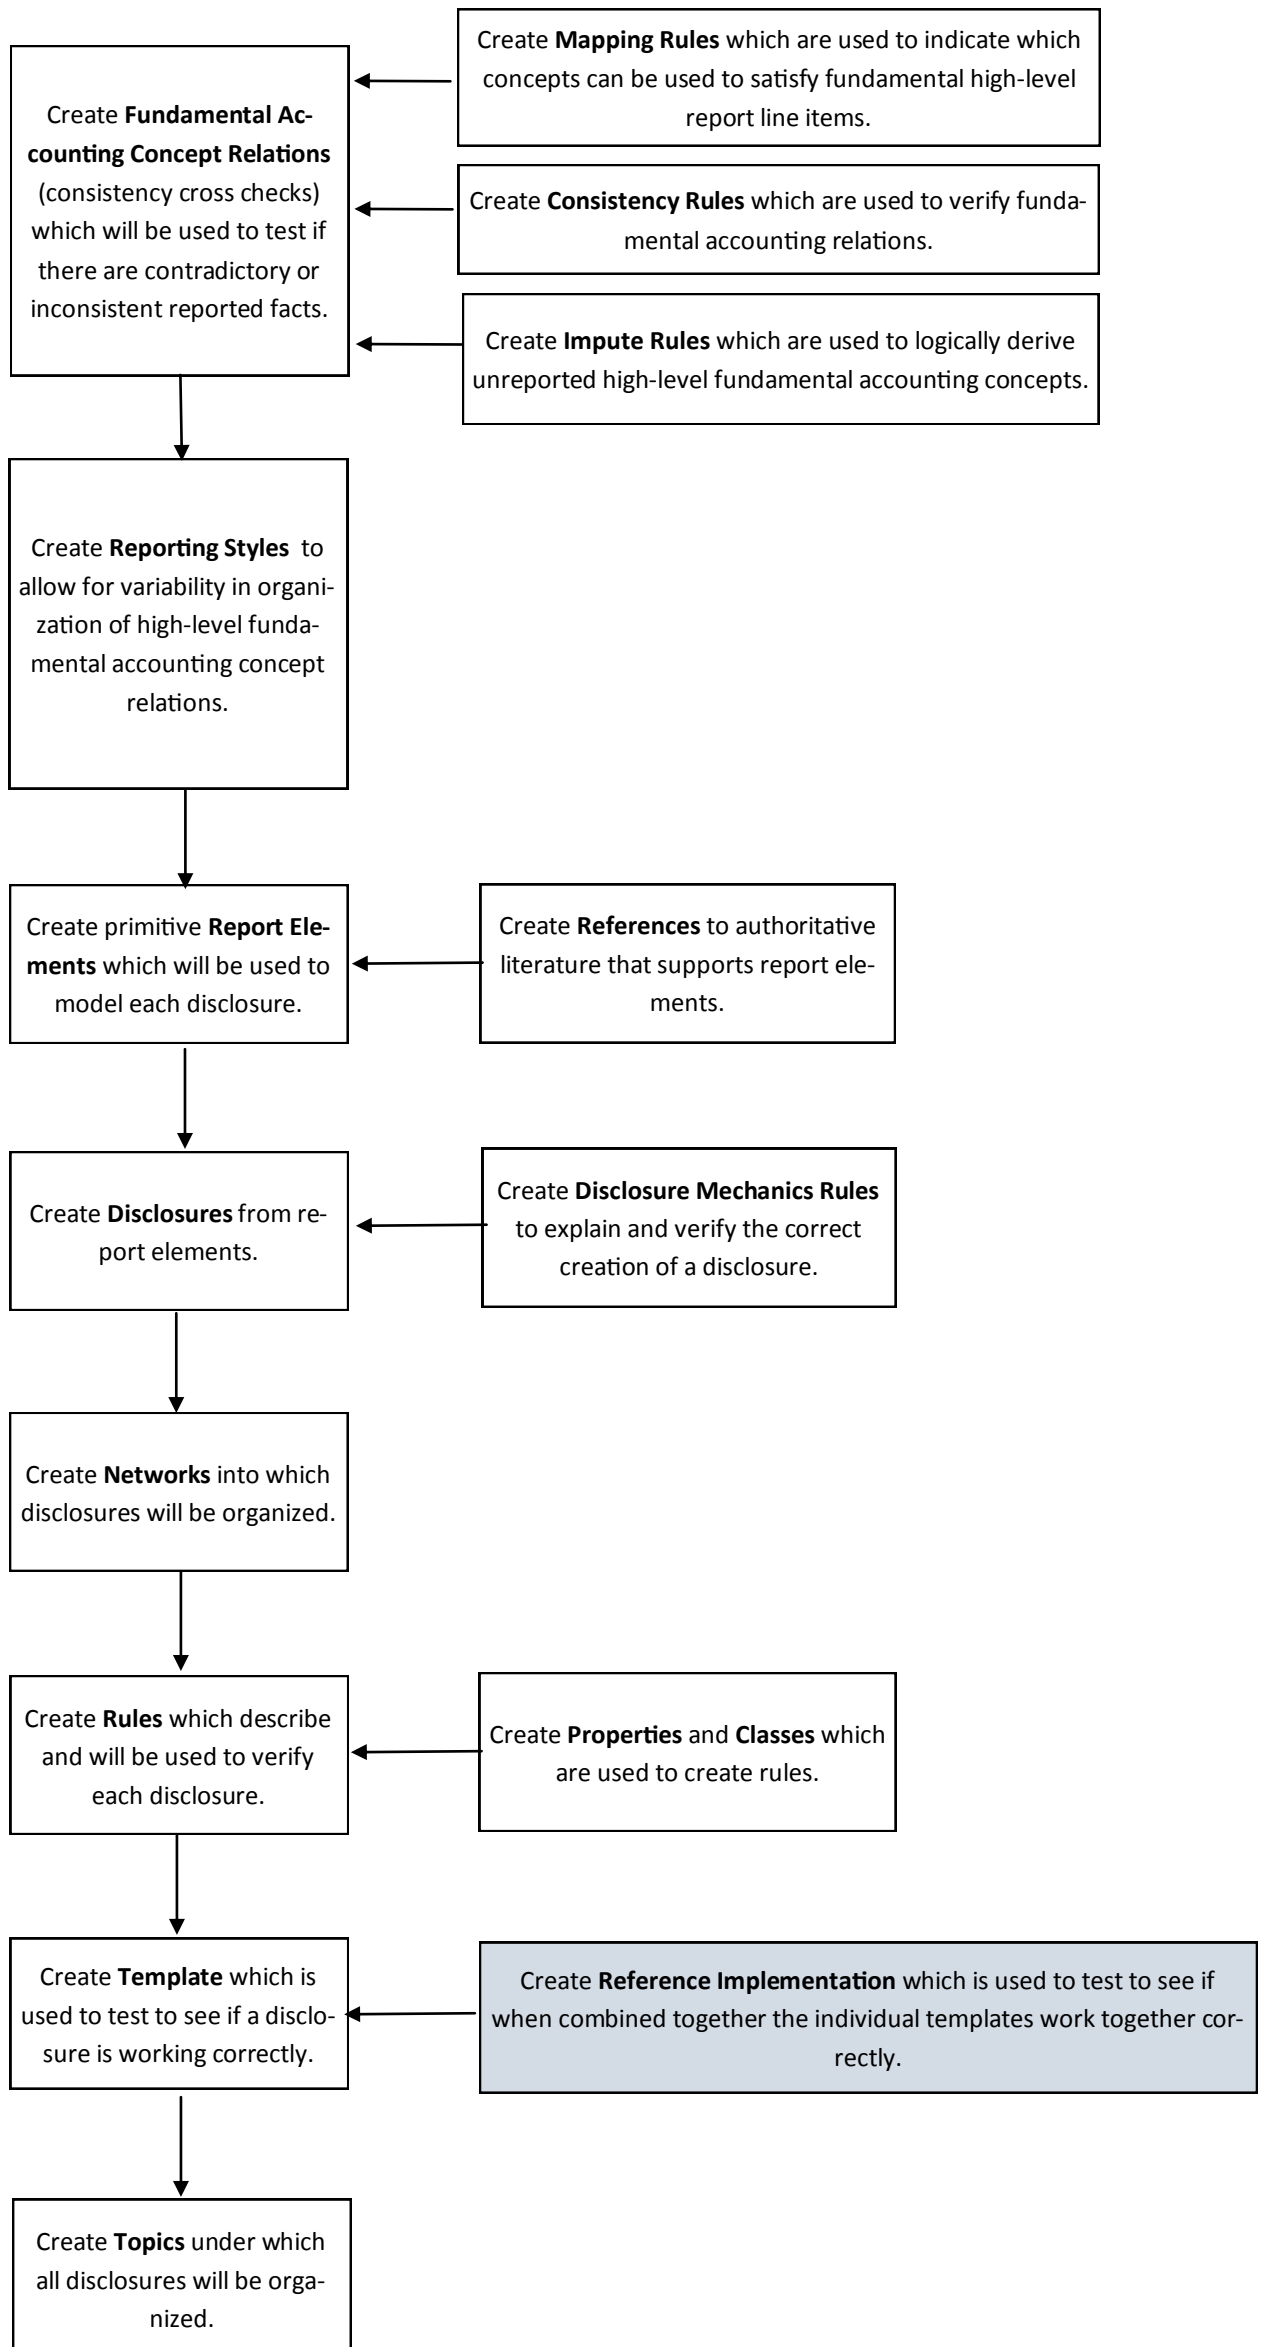 Create Mapping Rules which are used to indicate which
concepts can be used to satisfy fundamental high-level
report line items.
Create Fundamental Ac-
counting Concept Relations
(consistency cross checks)
which will be used to test if
there are contradictory or
inconsistent reported facts.
Create Consistency Rules which are used to verify funda-
mental accounting relations.
Create Impute Rules which are used to logically derive
unreported high-level fundamental accounting concepts.
Create Reporting Styles to
allow for variability in organi-
zation of high-level funda-
mental accounting concept
relations.
Create primitive Report Ele-
ments which will be used to
model each disclosure.
Create References to authoritative
literature that supports report ele-
ments.
Create Disclosures from re-
port elements.
Create Disclosure Mechanics Rules
to explain and verify the correct
creation of a disclosure.
Create Networks into which
disclosures will be organized.
Create Rules which describe
and will be used to verify
each disclosure.
Create Properties and Classes which
are used to create rules.
Create Template which is
used to test to see if a disclo-
sure is working correctly.
Create Reference Implementation which is used to test to see if
when combined together the individual templates work together cor-
rectly.
Create Topics under which
all disclosures will be orga-
nized.